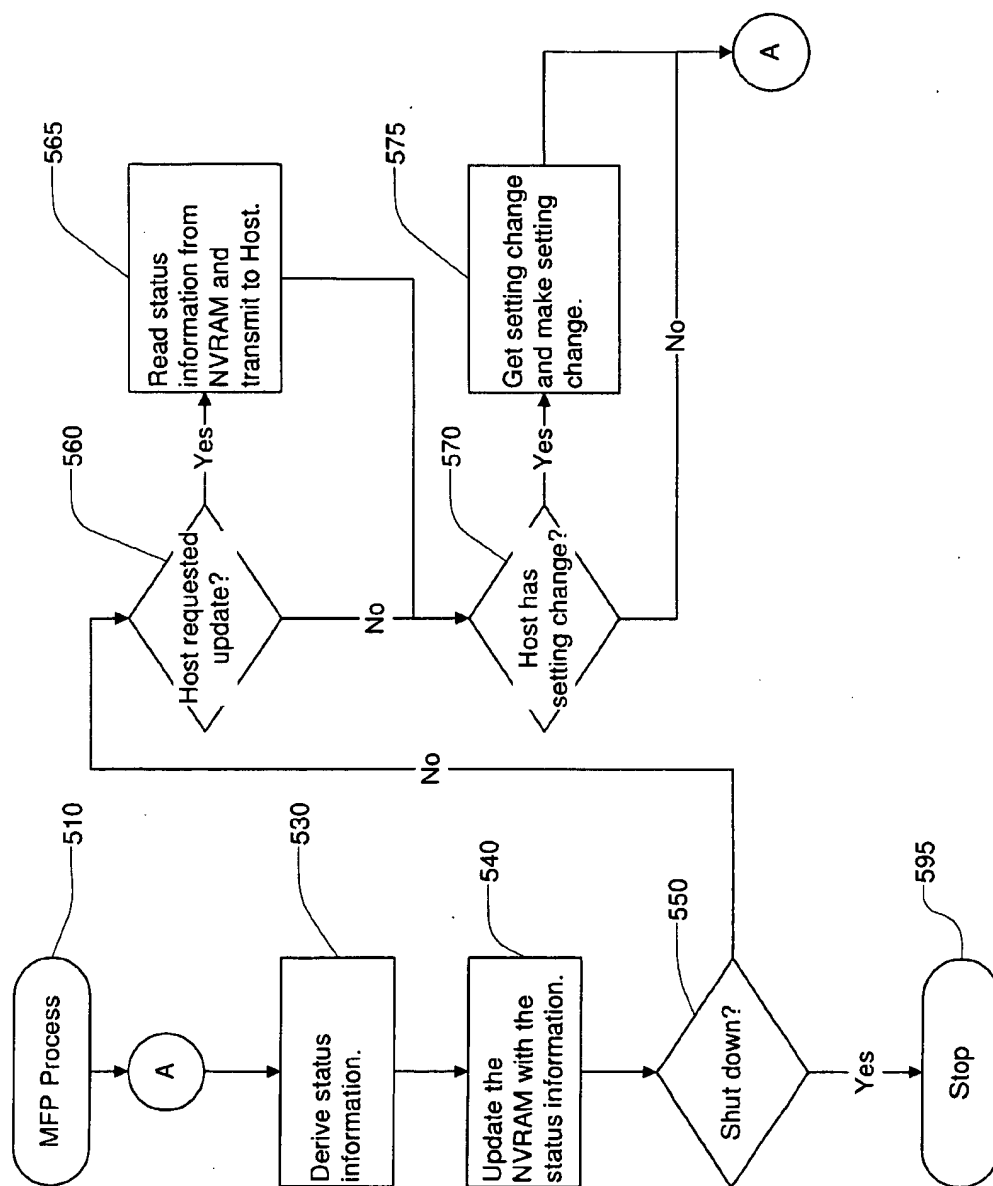 MFP Process
510
A
Derive status
information.
530
Update the
NVRAM with the
status information.
540
Shut down?
550
No
Yes
Stop
595
Host requested
update?
560
Yes
No
Read status
information from
NVRAM and
transmit to Host.
565
Host has
setting change?
570
Yes
No
Get setting change
and make setting
change.
575
A